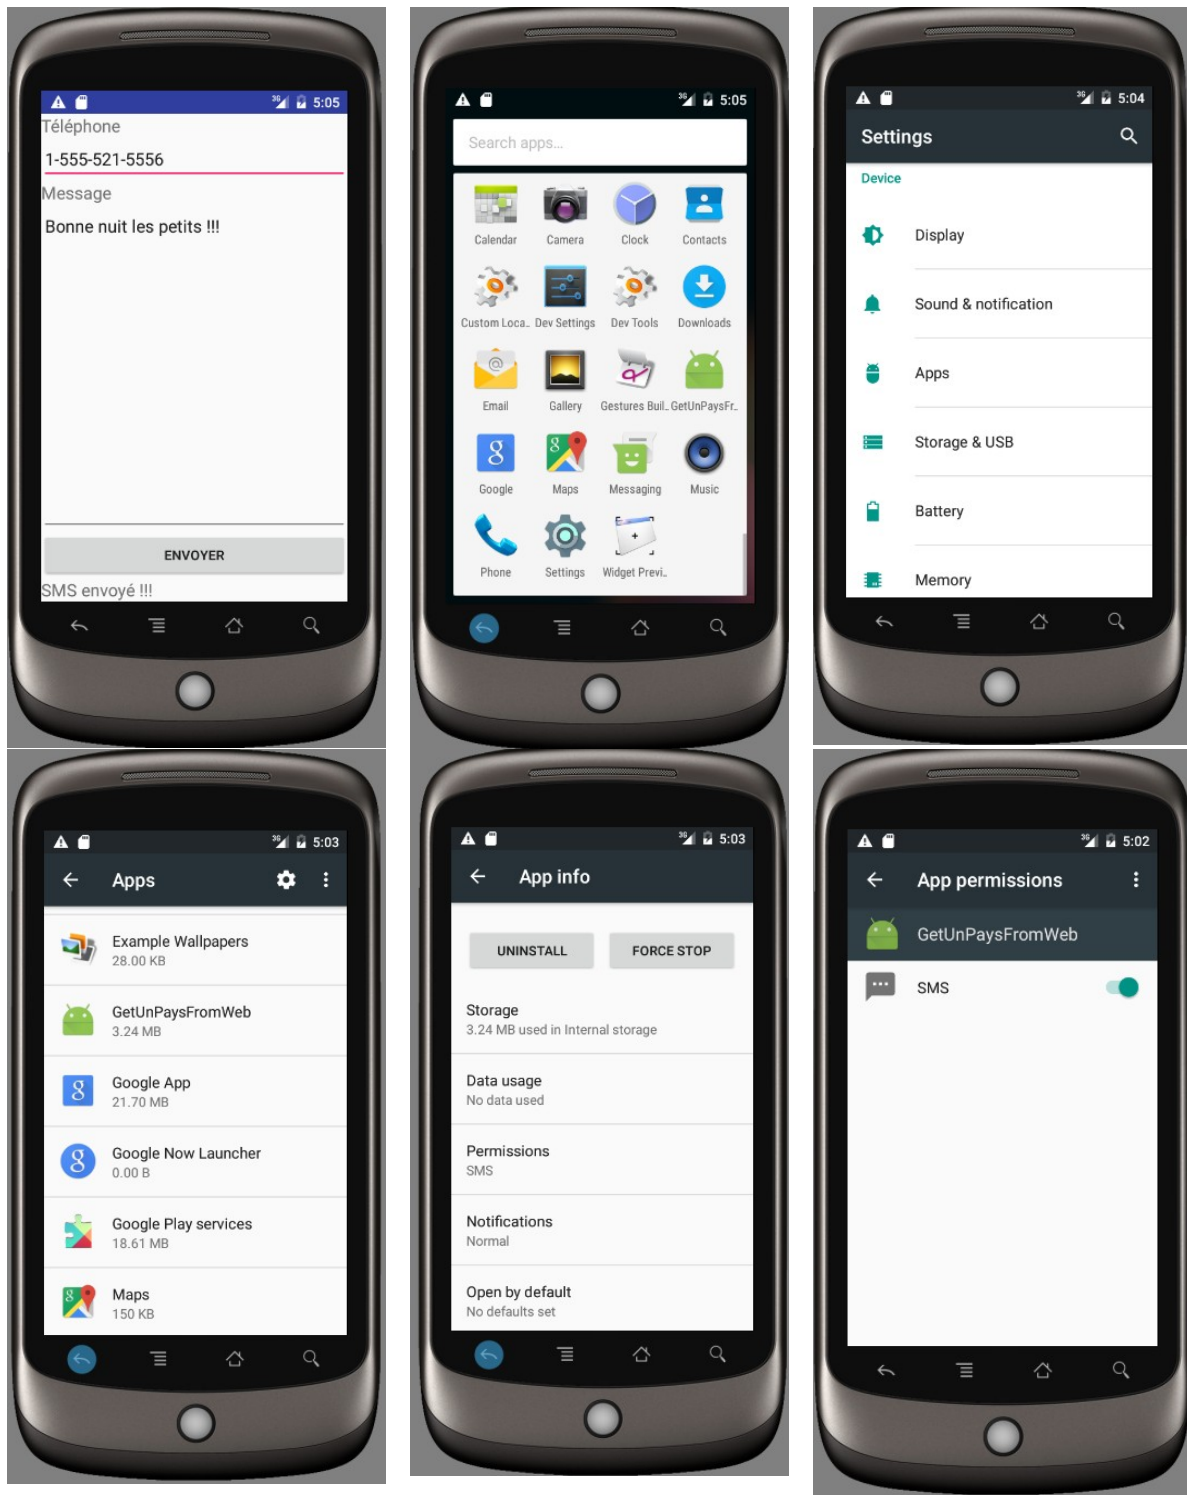 3G 5:05
Téléphone
1-555-521-5556
Message
Bonne nuit les petits !!!
ENVOYER
SMS envoyé !!!
3G 5:05
Search apps...
Calendar Camera Clock Contacts
Custom Loca.. Dev Settings Dev Tools Downloads
@
Email Gallery Gestures Buil.. GetUnPaysFr..
g g
Google Maps Messaging Music
Phone Settings Widget Previ..
3G 5:04
Settings
Device
Display
Sound & notification
Apps
Storage & USB
Battery
Memory
3G 5:03
Apps
Example Wallpapers
28.00 KB
GetUnPaysFromWeb
3.24 MB
g Google App
21.70 MB
g Google Now Launcher
0.00 B
Google Play services
18.61 MB
g Maps
150 KB
3G 5:03
App info
UNINSTALL FORCE STOP
Storage
3.24 MB used in Internal storage
Data usage
No data used
Permissions
SMS
Notifications
Normal
Open by default
No defaults set
3G 5:02
App permissions
GetUnPaysFromWeb
SMS